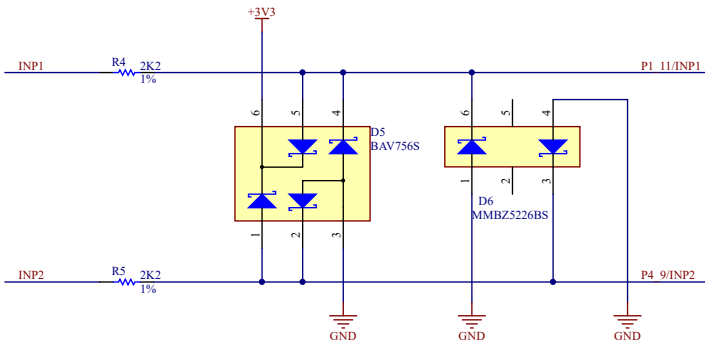 +3V3
INP1
R4
2K2
1%
P1_11/INP1
6
5
4
D5
BAV756S
6
5
4
1
2
3
1
2
3
D6
MMBZ5226BS
INP2
R5
2K2
1%
P4_9/INP2
GND
GND
GND